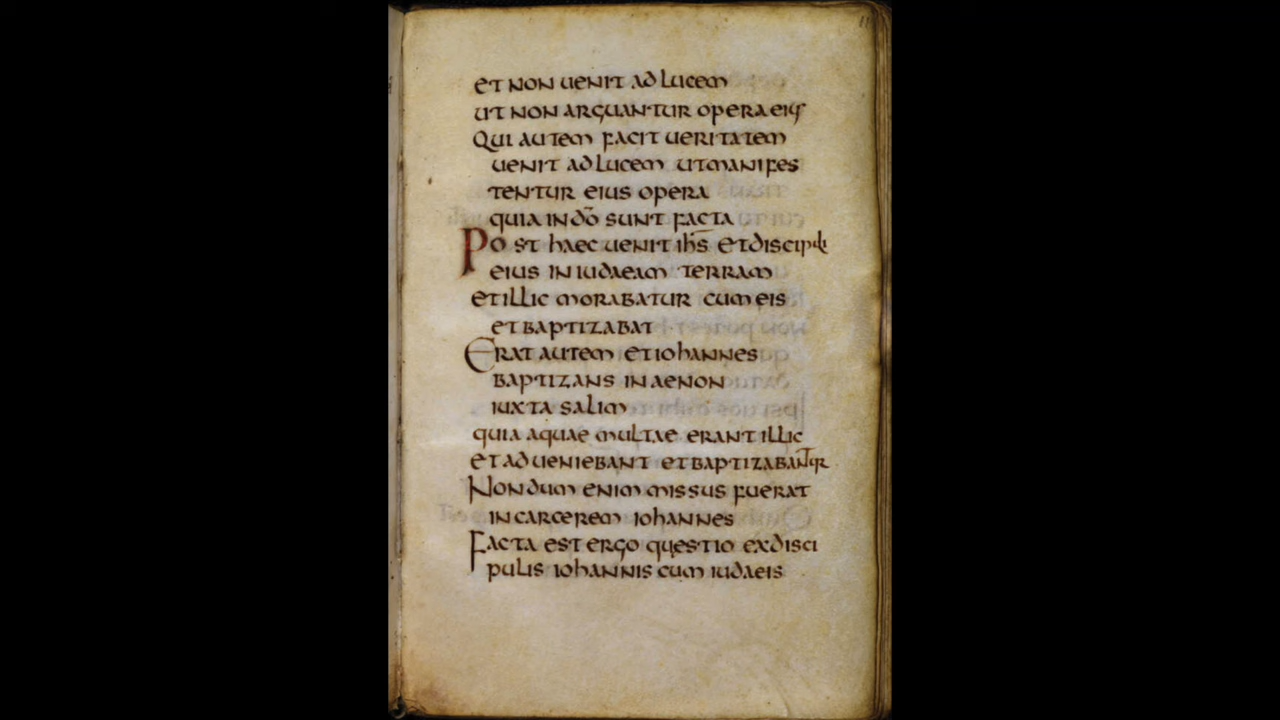 et non uenit ad lucem
ut non arguantur opera eius
Qui autem facit ueritatem
uenit ad lucem ut manifes
tentur eius opera
quia in dō sunt facta
Post haec uenit ihs̄ et discipuli
eius in iudaeam terram
et illic morabatur cum eis
et baptizabat
Erat autem et iohannes
baptizans in aenon
iuxta salim
quia aquae multae erant illic
et adueniebant et baptizabantur
Nondum enim missus fuerat
in carcerem iohannes
Facta est ergo quęstio ex disci
pulis iohannis cum iudaeis